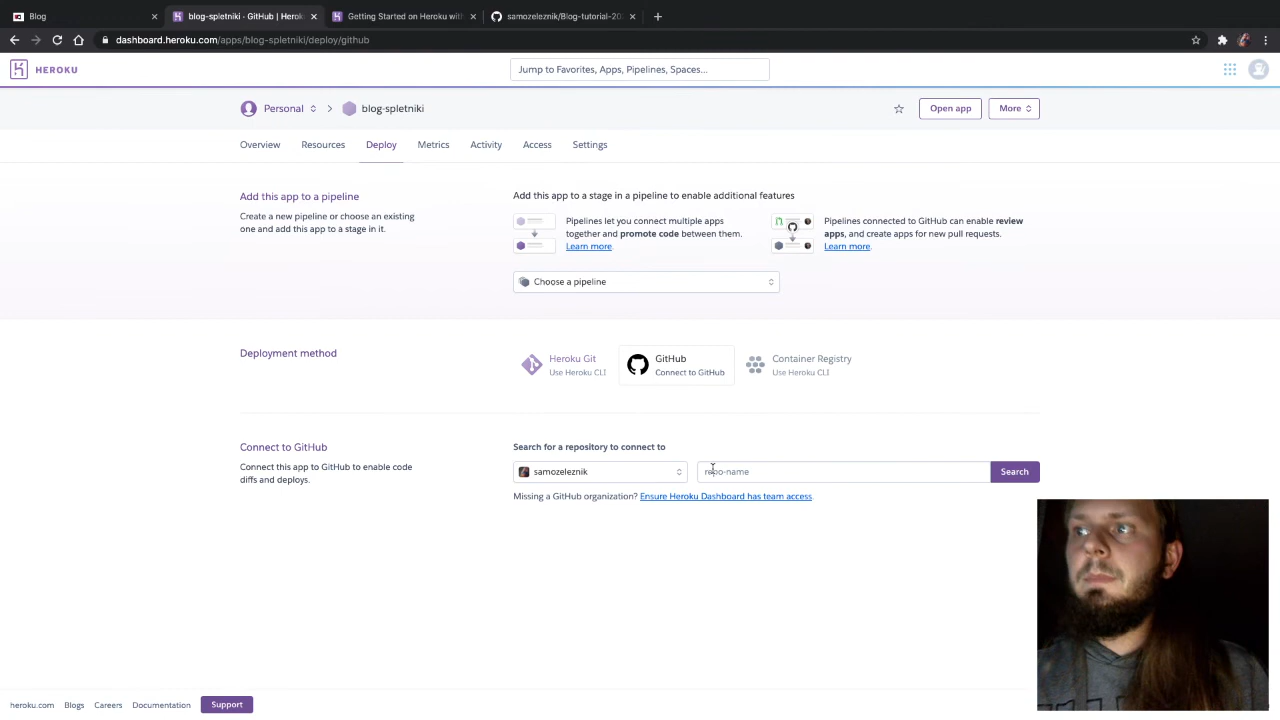 Blog
blog-spletniki · GitHub | Herok
Getting Started on Heroku with
samozeleznik/Blog-tutorial-202
dashboard.heroku.com/apps/blog-spletniki/deploy/github
HEROKU
Jump to Favorites, Apps, Pipelines, Spaces...
Personal
blog-spletniki
Open app
More
Overview
Resources
Deploy
Metrics
Activity
Access
Settings
Add this app to a pipeline
Create a new pipeline or choose an existing
one and add this app to a stage in it.
Add this app to a stage in a pipeline to enable additional features
Pipelines let you connect multiple apps
together and promote code between them.
Learn more.
Pipelines connected to GitHub can enable review
apps, and create apps for new pull requests.
Learn more.
Choose a pipeline
Deployment method
Heroku Git
Use Heroku CLI
GitHub
Connect to GitHub
Container Registry
Use Heroku CLI
Connect to GitHub
Connect this app to GitHub to enable code
diffs and deploys.
Search for a repository to connect to
samozeleznik
repo-name
Search
Missing a GitHub organization? Ensure Heroku Dashboard has team access
heroku.com
Blogs
Careers
Documentation
Support